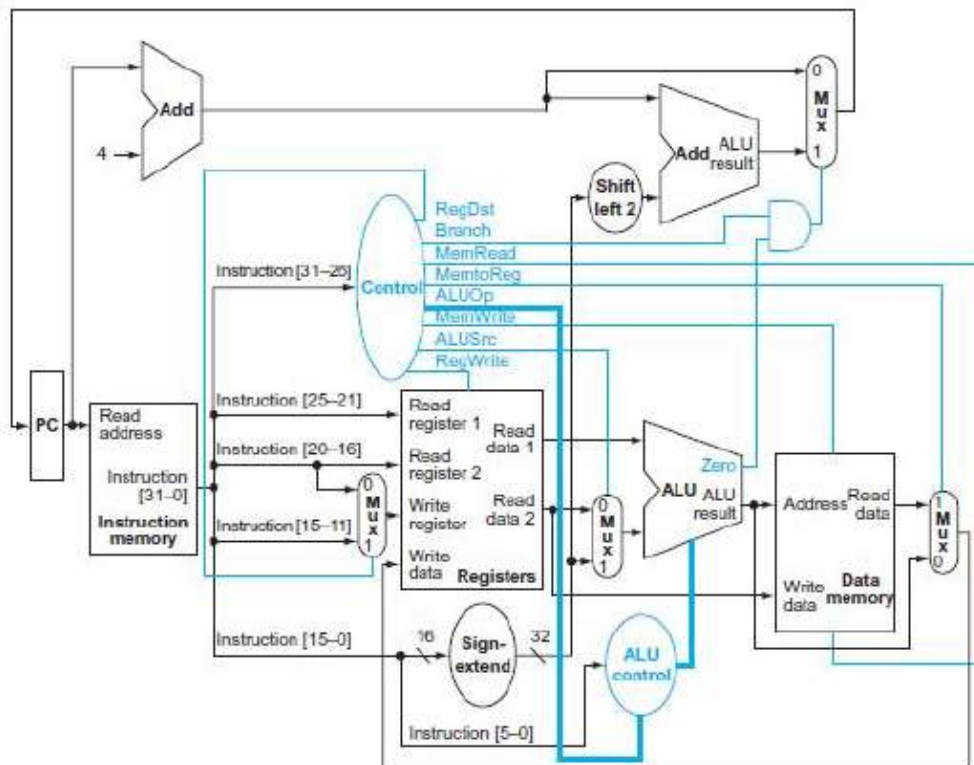 Add
4
Add
ALU
result
0
Mux
1
Shift
left 2
RegDst
Branch
MemRead
MemtoReg
ALUOp
MemWrite
ALUSrc
RegWrite
Control
Instruction [31–26]
PC
Read
address
Instruction
[31–0]
Instruction
memory
Instruction [25–21]
Instruction [20–16]
Instruction [15–11]
0
Mux
1
Read
register 1
Read
register 2
Write
register
Write
data
Read
data 1
Read
data 2
Registers
0
Mux
1
Zero
ALU
ALU
result
Address
Read
data
Write
data
Data
memory
1
Mux
0
Instruction [15–0]
16
Sign-
extend
32
ALU
control
Instruction [5–0]